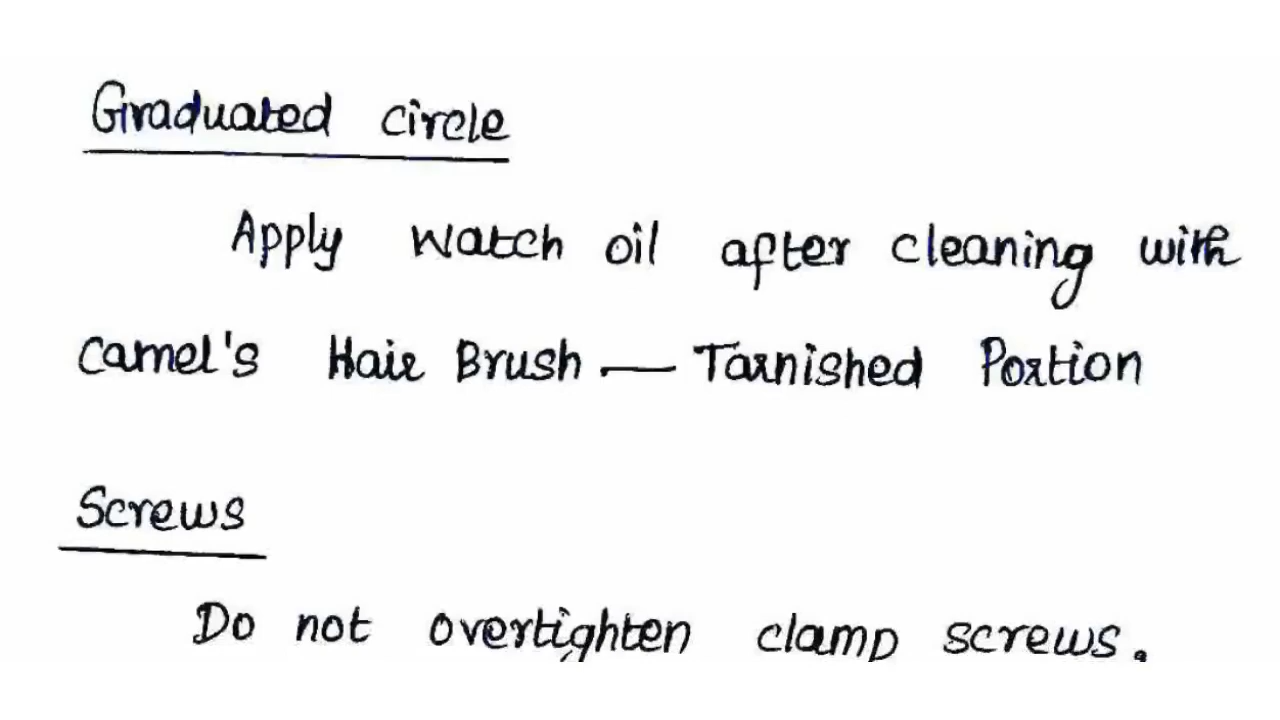 Graduated circle
Apply watch oil after cleaning with
camel's Hair Brush — Tarnished Portion
Screws
Do not overtighten clamp screws.